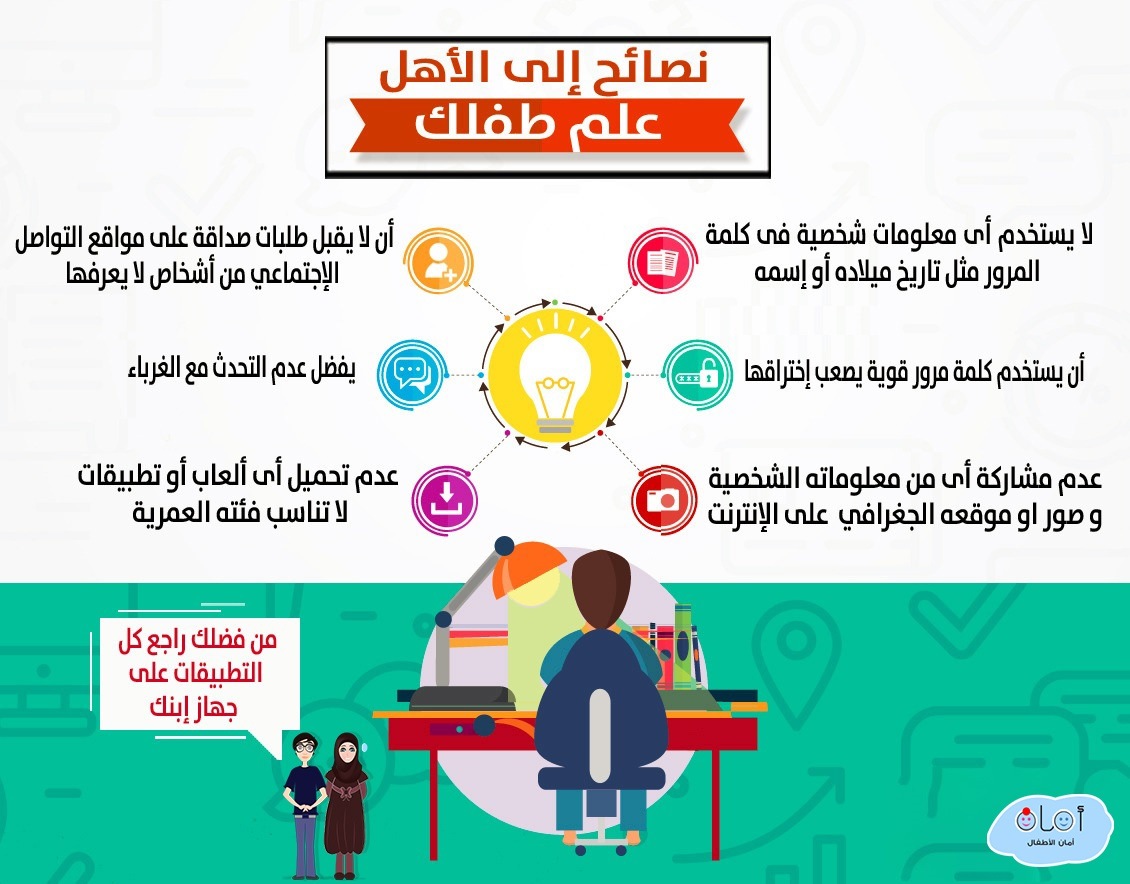 نصائح إلى الأهل
علم طفلك
لا يستخدم أى معلومات شخصية فى كلمة
المرور مثل تاريخ ميلاده أو إسمه
أن يستخدم كلمة مرور قوية يصعب إختراقها
عدم مشاركة أى من معلوماته الشخصية
و صور او موقعه الجغرافي على الإنترنت
أن لا يقبل طلبات صداقة على مواقع التواصل
الإجتماعي من أشخاص لا يعرفها
يفضل عدم التحدث مع الغرباء
عدم تحميل أى ألعاب أو تطبيقات
لا تناسب فئته العمرية
من فضلك راجع كل
التطبيقات على
جهاز إبنك
أمان
أمان الأطفال